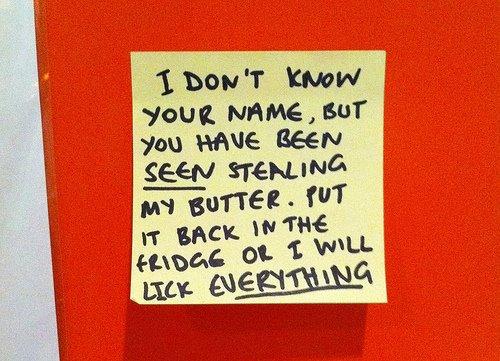 I DON'T KNOW
YOUR NAME, BUT
YOU HAVE BEEN
SEEN STEALING
MY BUTTER. PUT
IT BACK IN THE
FRIDGE OR I WILL
LICK EVERYTHING